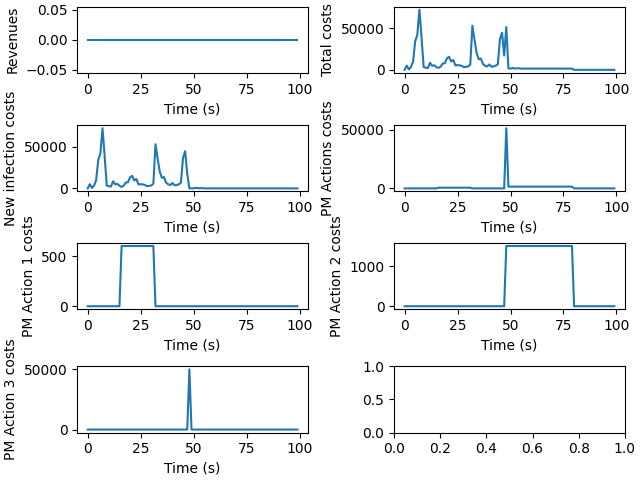 Revenues
0.05
0.00
−0.05
0 25 50 75 100
Time (s)
Total costs
50000
0
0 25 50 75 100
Time (s)
New infection costs
50000
0
0 25 50 75 100
Time (s)
PM Actions costs
50000
0
0 25 50 75 100
Time (s)
PM Action 1 costs
500
0
0 25 50 75 100
Time (s)
PM Action 2 costs
1000
0
0 25 50 75 100
Time (s)
PM Action 3 costs
50000
0
0 25 50 75 100
Time (s)
1.0
0.5
0.0
0.0 0.2 0.4 0.6 0.8 1.0